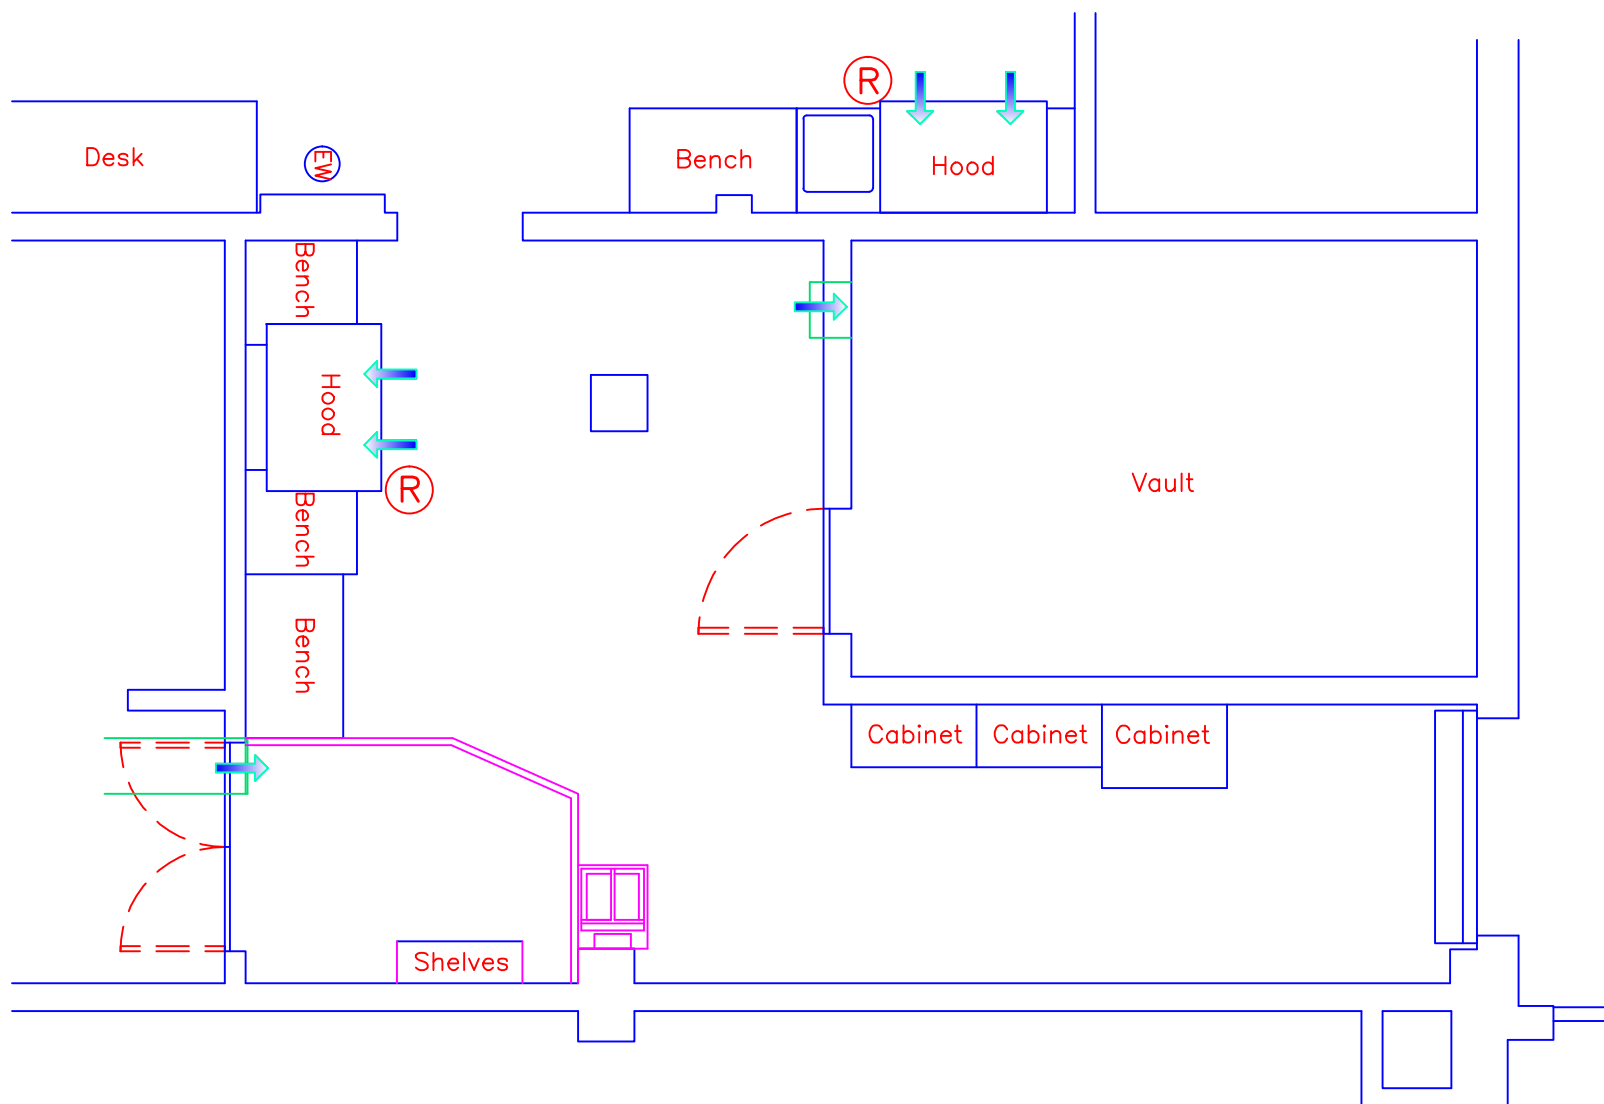 R
Desk
EW
Bench
Hood
Bench
Hood
R
Bench
Vault
Bench
Cabinet
Cabinet
Cabinet
Shelves